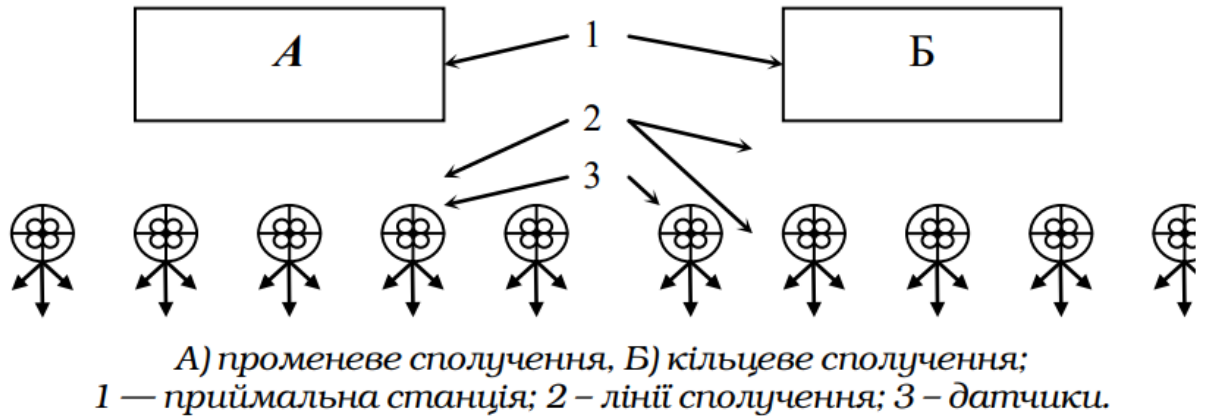 А 1 Б
2
3
А) променеве сполучення, Б) кільцеве сполучення;
1 — приймальна станція; 2 – лінії сполучення; 3 – датчики.